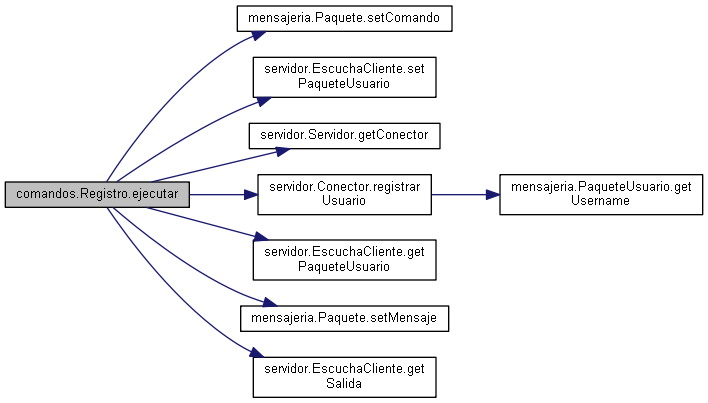 mensajeria.Paquete.setComando
servidor.EscuchaCliente.set
PaqueteUsuario
servidor.Servidor.getConector
comandos.Registro.ejecutar
servidor.Conector.registrar
Usuario
mensajeria.PaqueteUsuario.get
Username
servidor.EscuchaCliente.get
PaqueteUsuario
mensajeria.Paquete.setMensaje
servidor.EscuchaCliente.get
Salida